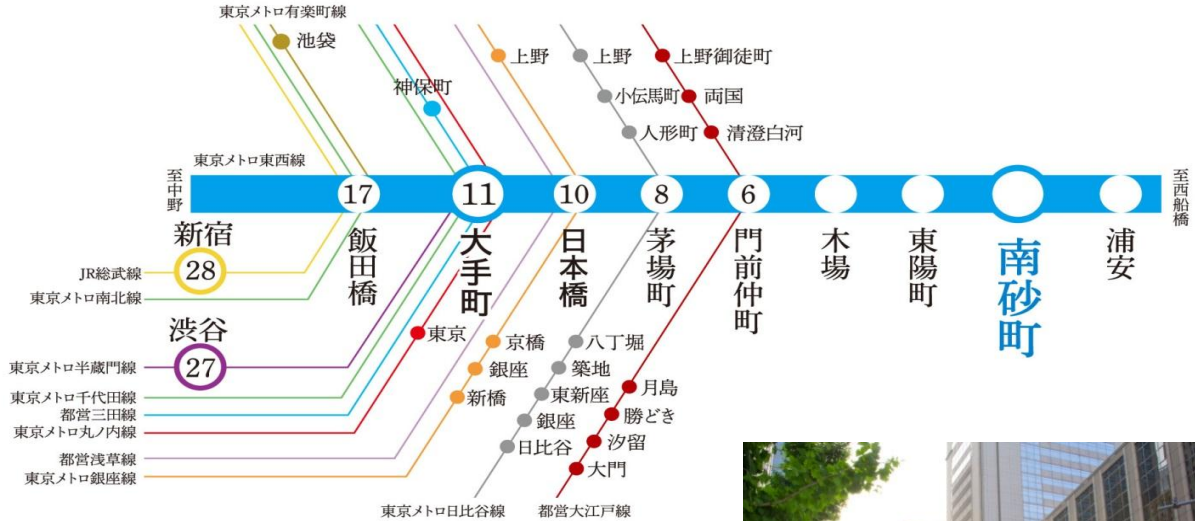 東京メトロ有楽町線
池袋
神保町
上野
上野
小伝馬町
人形町
上野御徒町
両国
清澄白河
東京メトロ東西線
至中野
17
11
10
8
6
至西船橋
飯田橋
大手町
日本橋
茅場町
門前仲町
木場
東陽町
南砂町
浦安
新宿
28
JR総武線
東京メトロ南北線
渋谷
27
東京メトロ半蔵門線
東京メトロ千代田線
都営三田線
東京メトロ丸ノ内線
都営浅草線
東京メトロ銀座線
東京
京橋
銀座
新橋
八丁堀
築地
東新座
銀座
日比谷
東京メトロ日比谷線
月島
勝どき
汐留
大門
都営大江戸線